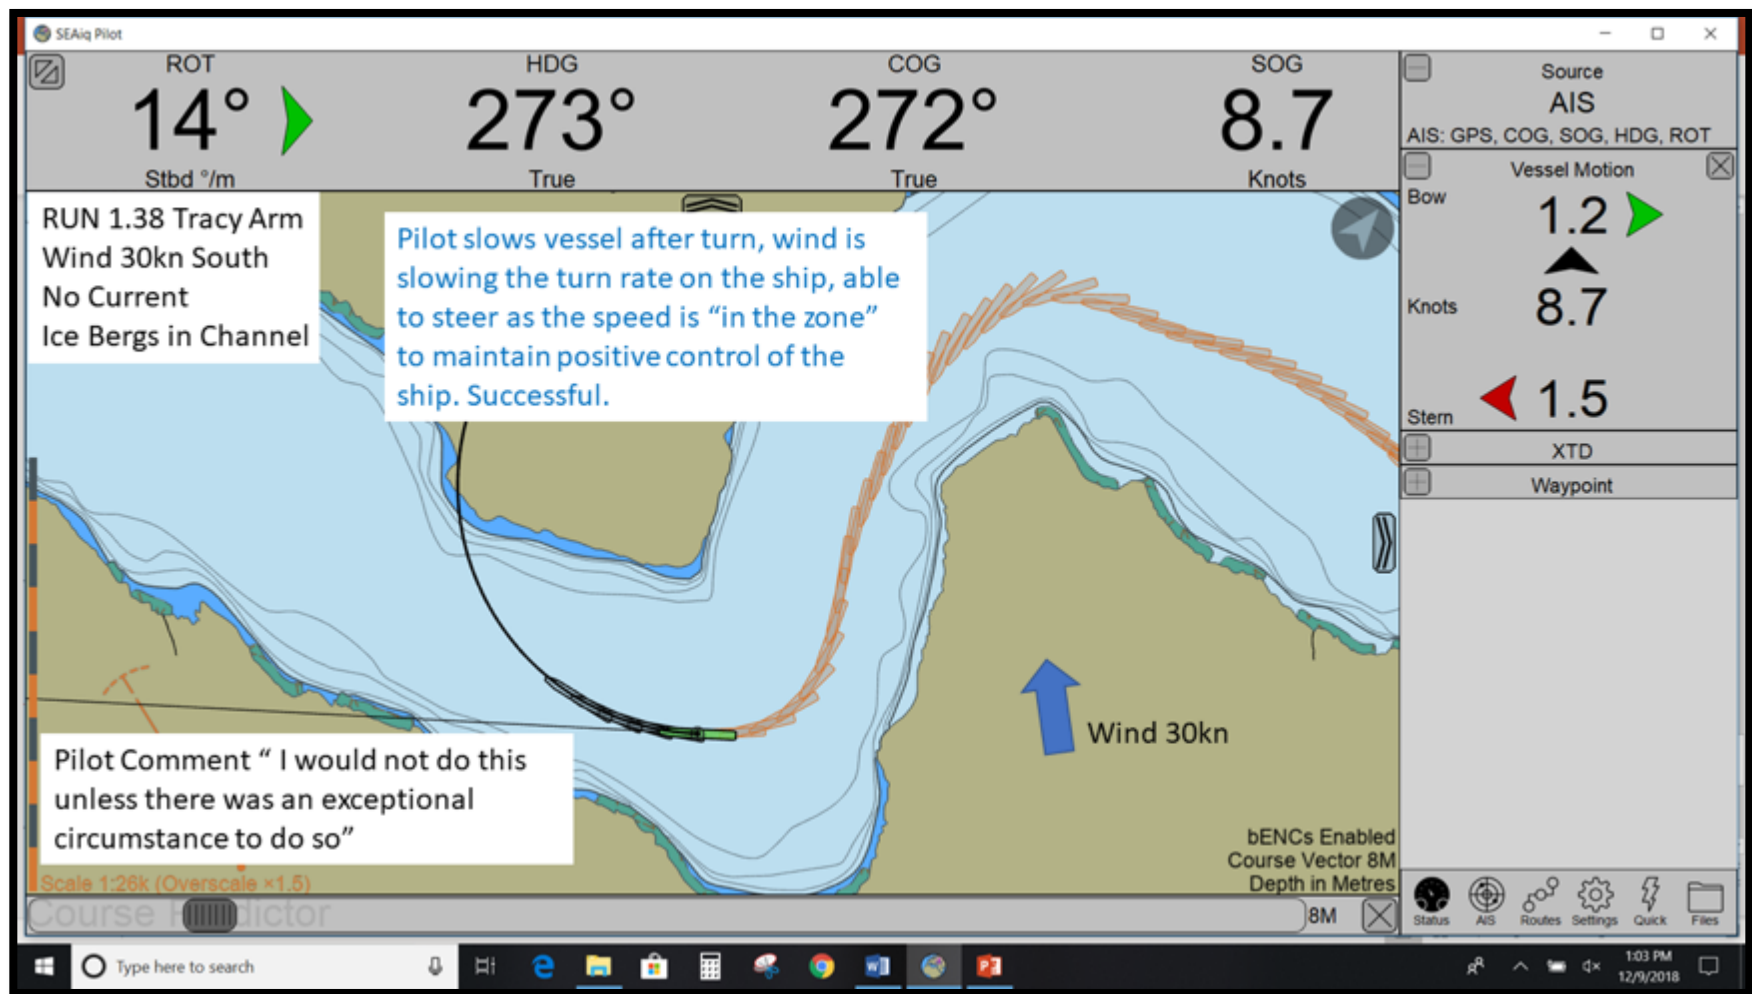 SEAiq Pilot
ROT
14°
Stbd °/m
HDG
273°
True
COG
272°
True
SOG
8.7
Knots
Source
AIS
AIS: GPS, COG, SOG, HDG, ROT
Vessel Motion
Bow
1.2
Knots
8.7
Stern
1.5
XTD
Waypoint
RUN 1.38 Tracy Arm
Wind 30kn South
No Current
Ice Bergs in Channel
Pilot slows vessel after turn, wind is
slowing the turn rate on the ship, able
to steer as the speed is “in the zone”
to maintain positive control of the
ship. Successful.
Wind 30kn
Pilot Comment “ I would not do this
unless there was an exceptional
circumstance to do so”
bENCs Enabled
Course Vector 8M
Depth in Metres
Scale 1:26k (Overscale ×1.5)
Course
8M
Status
AIS
Routes
Settings
Quick
Files
Type here to search
1:03 PM
12/9/2018